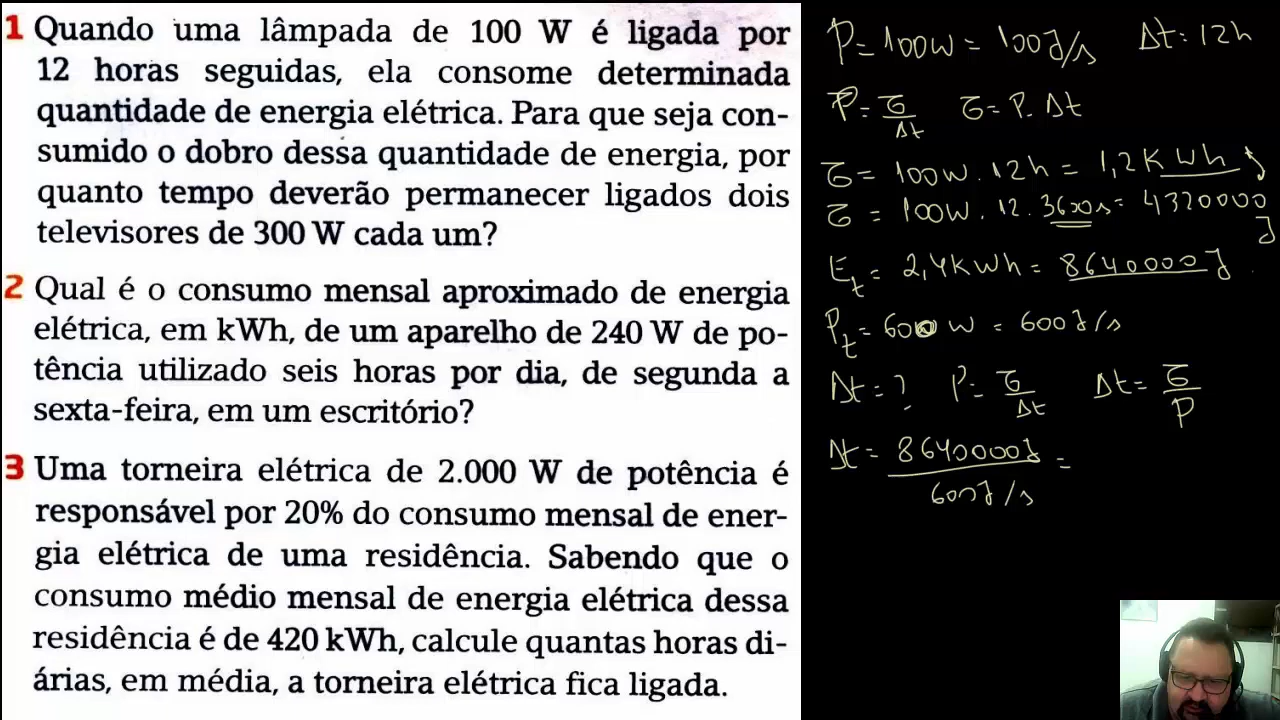 1 Quando uma lâmpada de 100 W é ligada por
12 horas seguidas, ela consome determinada
quantidade de energia elétrica. Para que seja con-
sumido o dobro dessa quantidade de energia, por
quanto tempo deverão permanecer ligados dois
televisores de 300 W cada um?
2 Qual é o consumo mensal aproximado de energia
elétrica, em kWh, de um aparelho de 240 W de po-
tência utilizado seis horas por dia, de segunda a
sexta-feira, em um escritório?
3 Uma torneira elétrica de 2.000 W de potência é
responsável por 20% do consumo mensal de ener-
gia elétrica de uma residência. Sabendo que o
consumo médio mensal de energia elétrica dessa
residência é de 420 kWh, calcule quantas horas di-
árias, em média, a torneira elétrica fica ligada.
P = 100W = 100J/s Δt: 12h
P = Z/Δt Z = P. Δt
Z = 100W . 12h = 1,2K Wh
Z = 100W . 12. 3600s = 4320000
J
Et = 2,4KWh = 8640000J
Pt = 600 W = 600J/s
Δt = ? P = Z/Δt Δt = Z/P
Δt = 8640000J =
600J/s